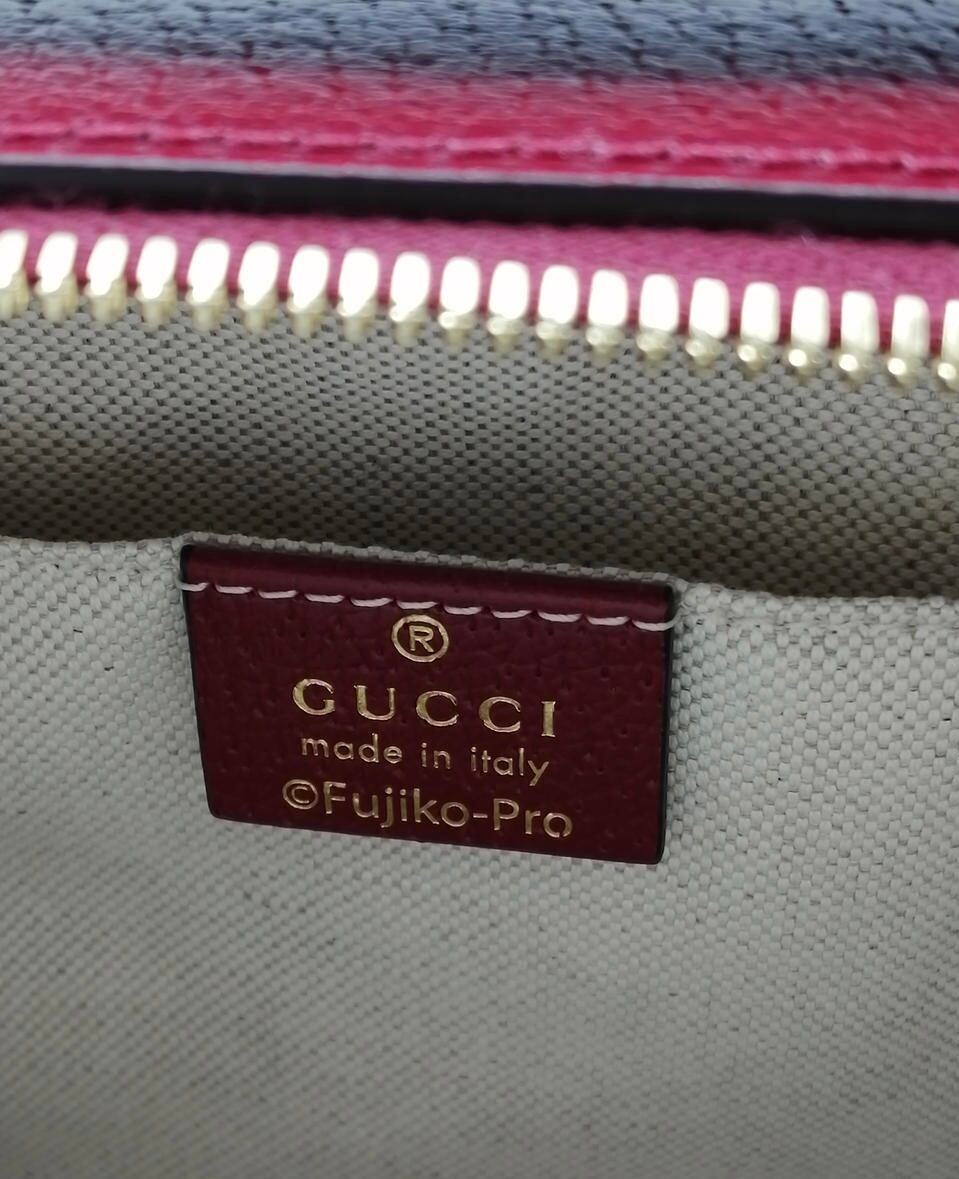 ®
GUCCI
made in italy
©Fujiko-Pro